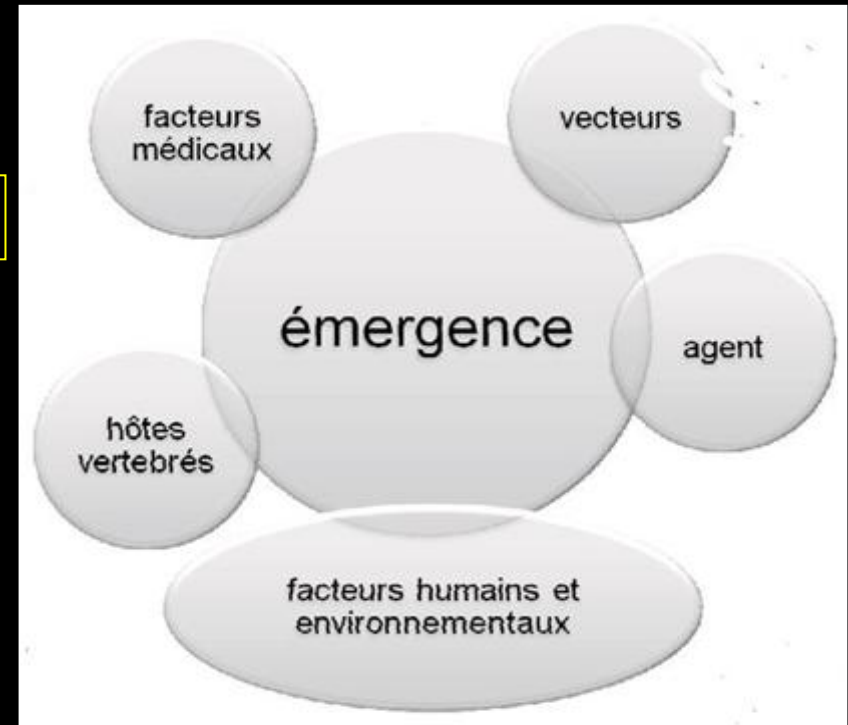 facteurs
médicaux
vecteurs
émergence
agent
hôtes
vertebrés
facteurs humains et
environnementaux